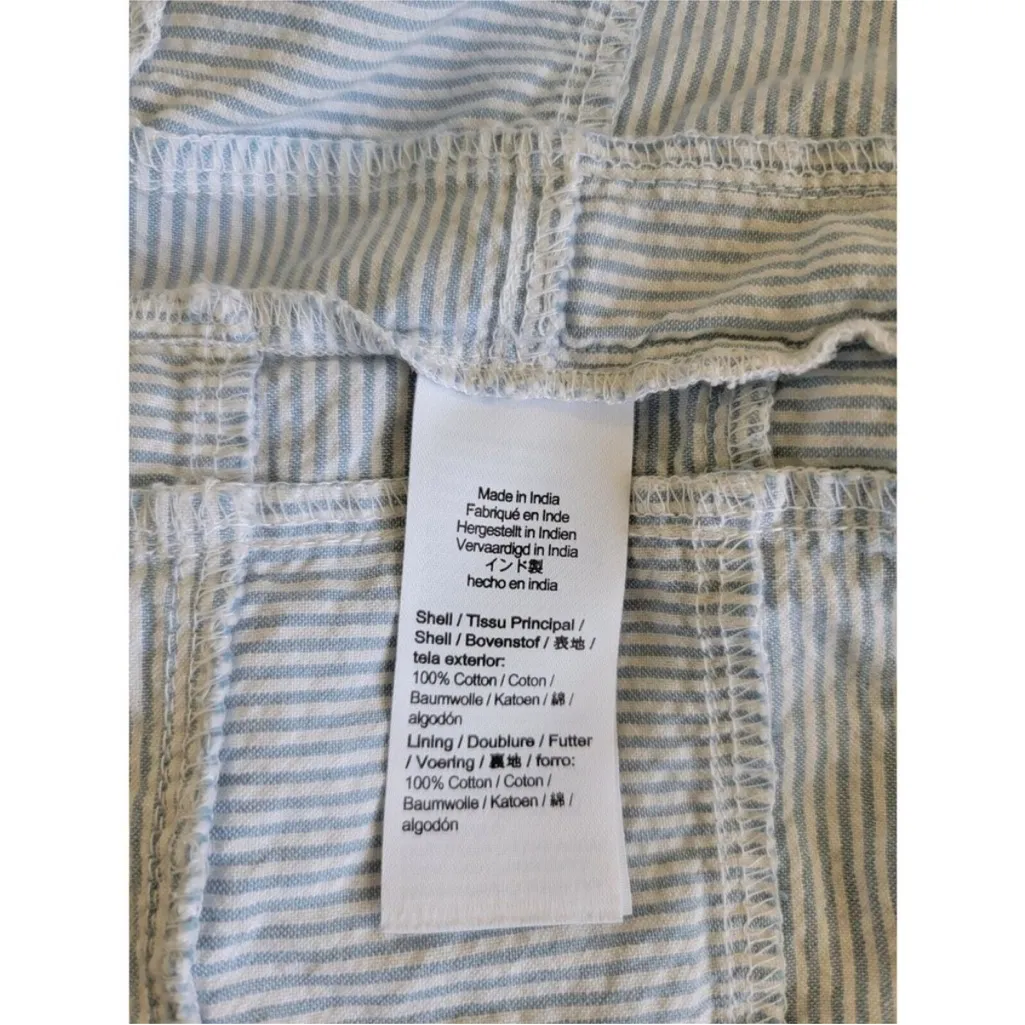 Made in India
Fabriqué en Inde
Hergestellt in Indien
Vervaardigd in India
インド製
hecho en india
Shell / Tissu Principal /
Shell / Bovenstof / 表地 /
tela exterior:
100% Cotton / Coton /
Baumwolle / Katoen / 綿 /
algodón
Lining / Doublure / Futter
/ Voering / 裏地 / forro:
100% Cotton / Coton /
Baumwolle / Katoen / 綿 /
algodón